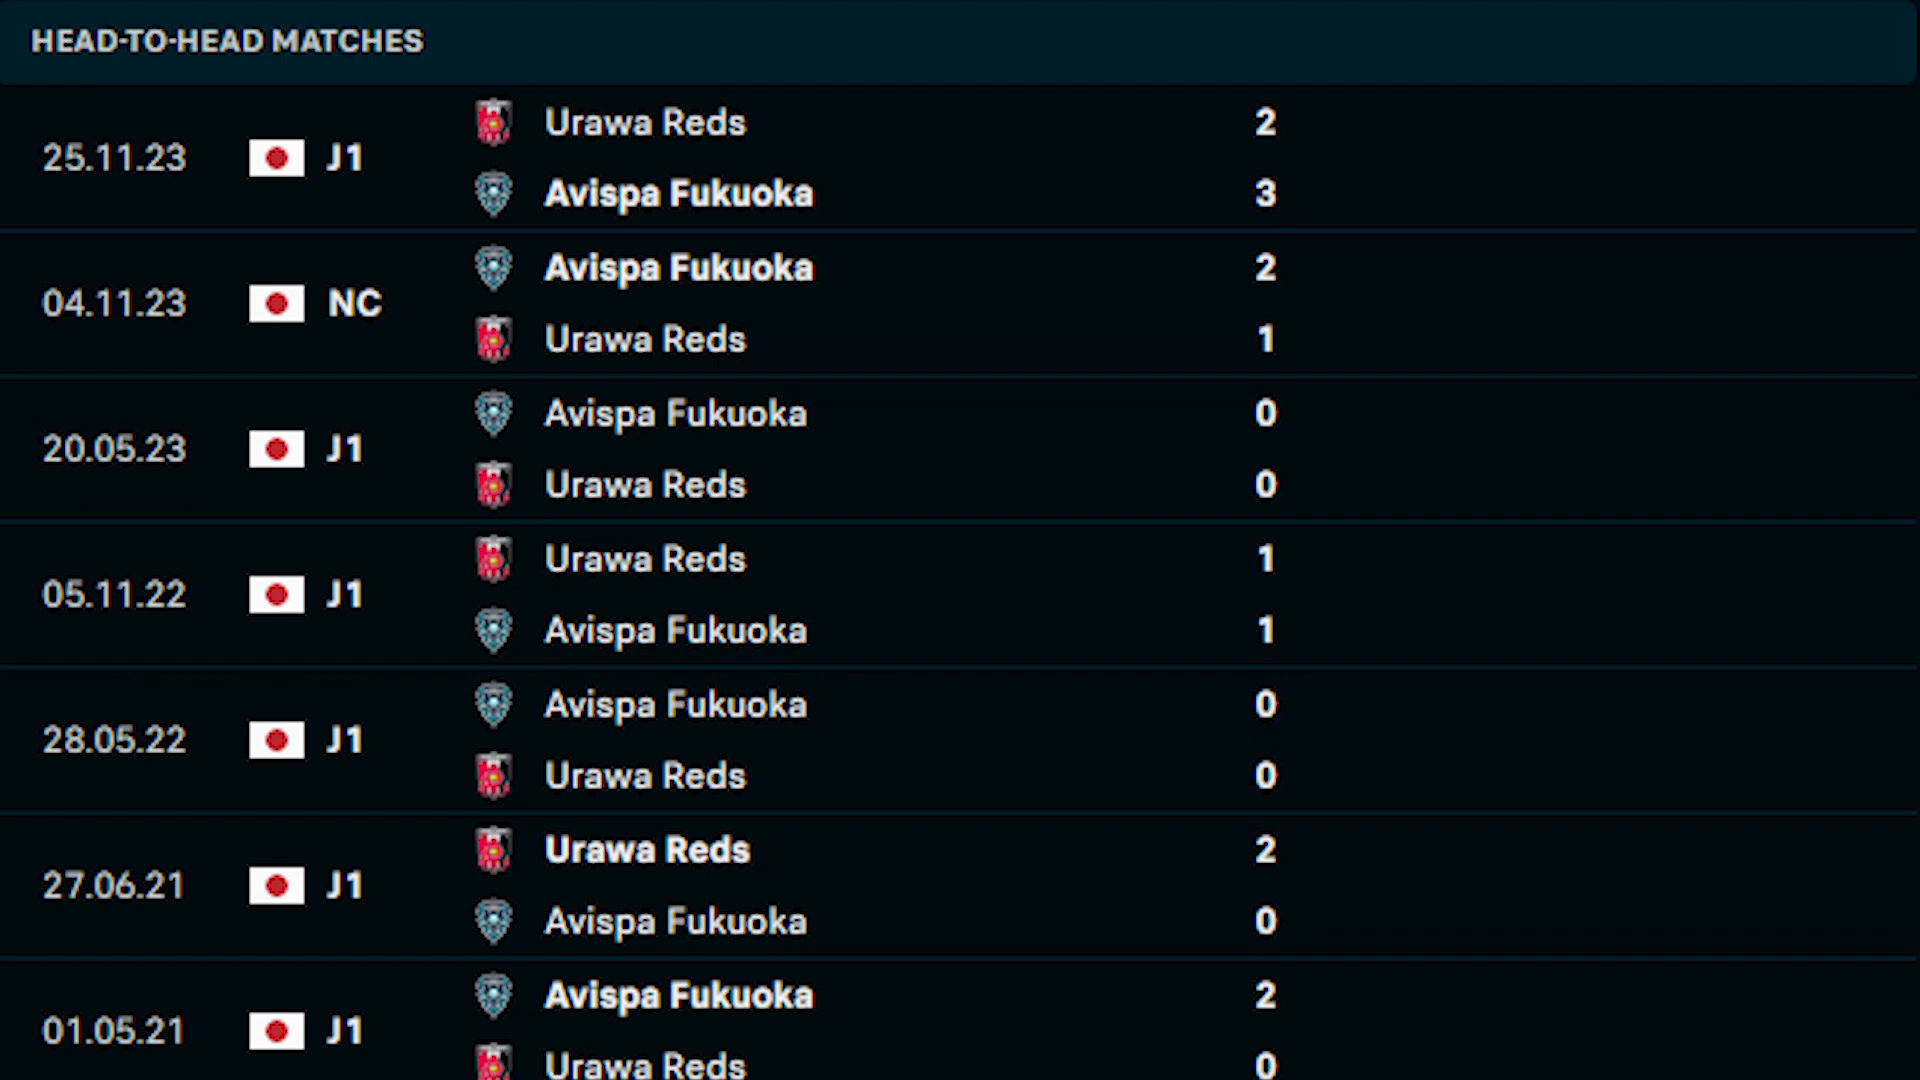 HEAD-TO-HEAD MATCHES
25.11.23 J1 Urawa Reds 2
Avispa Fukuoka 3
04.11.23 NC Avispa Fukuoka 2
Urawa Reds 1
20.05.23 J1 Avispa Fukuoka 0
Urawa Reds 0
05.11.22 J1 Urawa Reds 1
Avispa Fukuoka 1
28.05.22 J1 Avispa Fukuoka 0
Urawa Reds 0
27.06.21 J1 Urawa Reds 2
Avispa Fukuoka 0
01.05.21 J1 Avispa Fukuoka 2
Urawa Reds 0